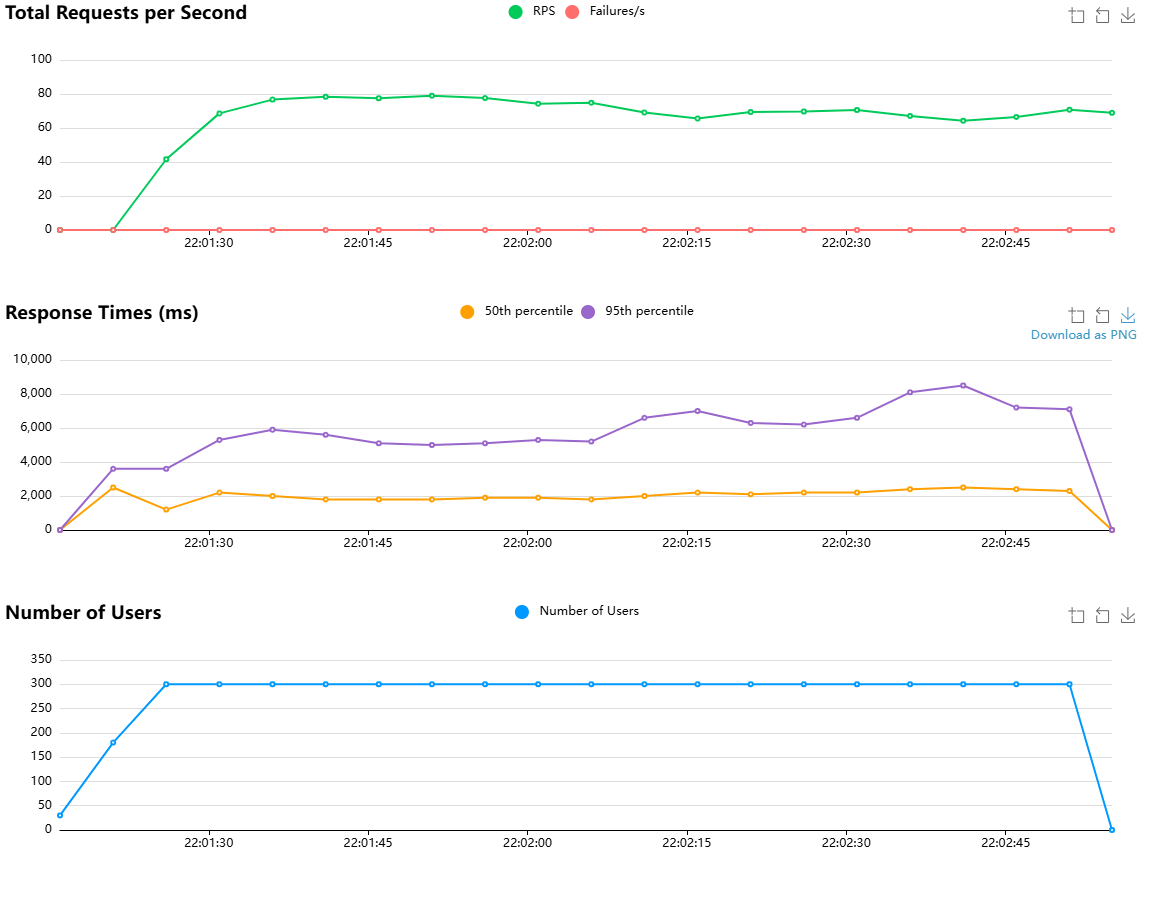 Total Requests per Second
RPS Failures/s
100
80
60
40
20
0
22:01:30 22:01:45 22:02:00 22:02:15 22:02:30 22:02:45
Response Times (ms)
50th percentile 95th percentile
Download as PNG
10,000
8,000
6,000
4,000
2,000
0
22:01:30 22:01:45 22:02:00 22:02:15 22:02:30 22:02:45
Number of Users
Number of Users
350
300
250
200
150
100
50
0
22:01:30 22:01:45 22:02:00 22:02:15 22:02:30 22:02:45